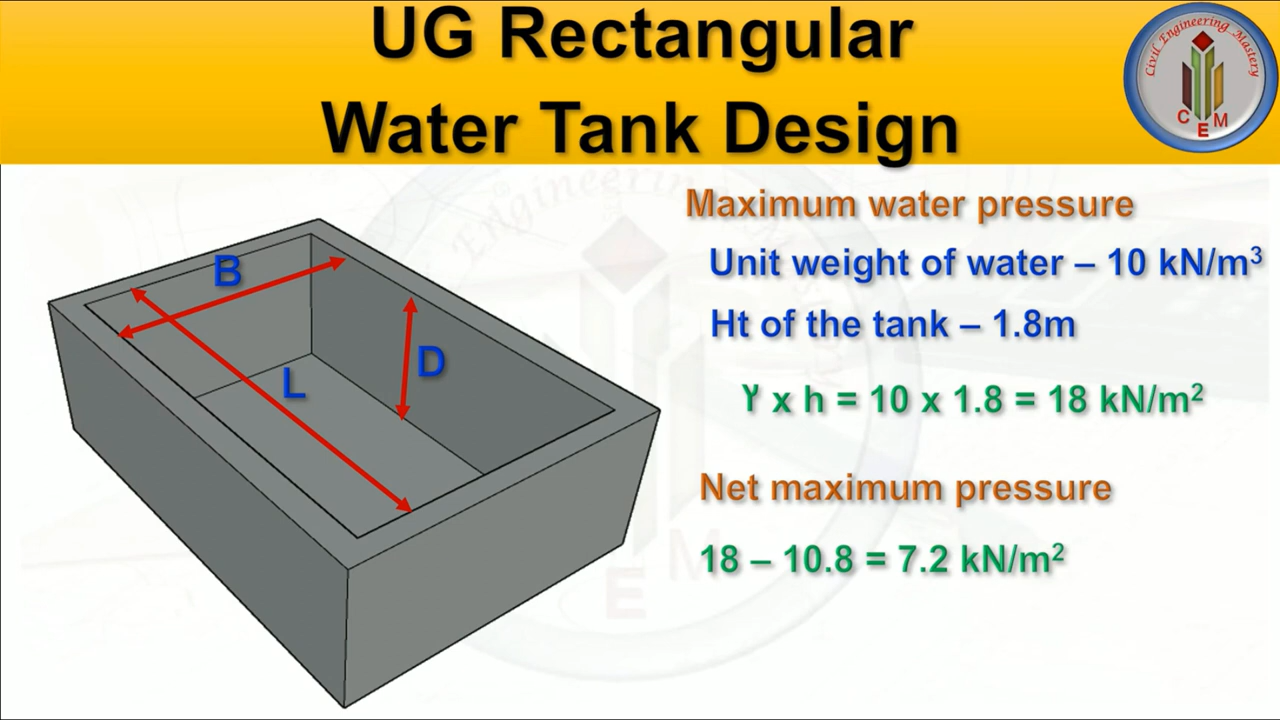 UG Rectangular
Water Tank Design
Civil Engineering Mastery
C E M
B
L
D
Maximum water pressure
Unit weight of water – 10 kN/m³
Ht of the tank – 1.8m
ϒ x h = 10 x 1.8 = 18 kN/m²
Net maximum pressure
18 – 10.8 = 7.2 kN/m²